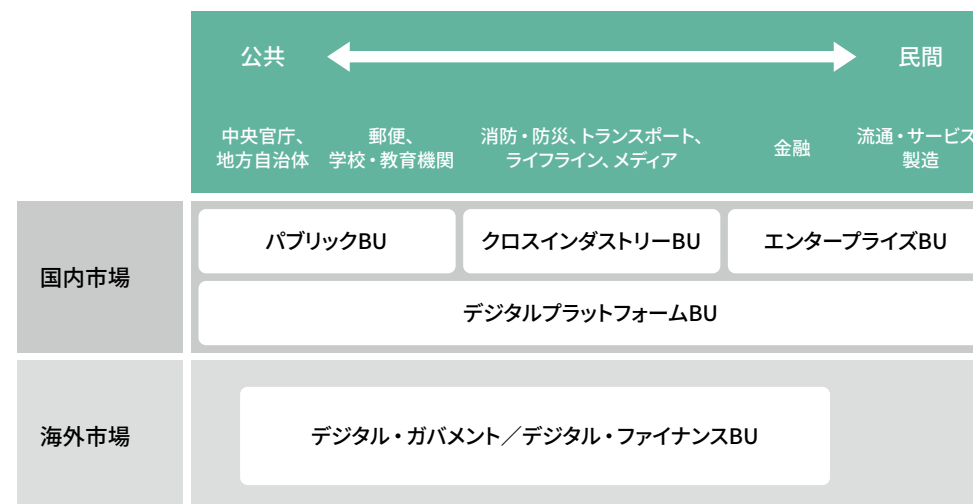 公共
民間
中央官庁、
地方自治体
郵便、
学校・教育機関
消防・防災、トランスポート、
ライフライン、メディア
金融
流通・サービス
製造
国内市場
パブリックBU
クロスインダストリーBU
エンタープライズBU
デジタルプラットフォームBU
海外市場
デジタル・ガバメント／デジタル・ファイナンスBU